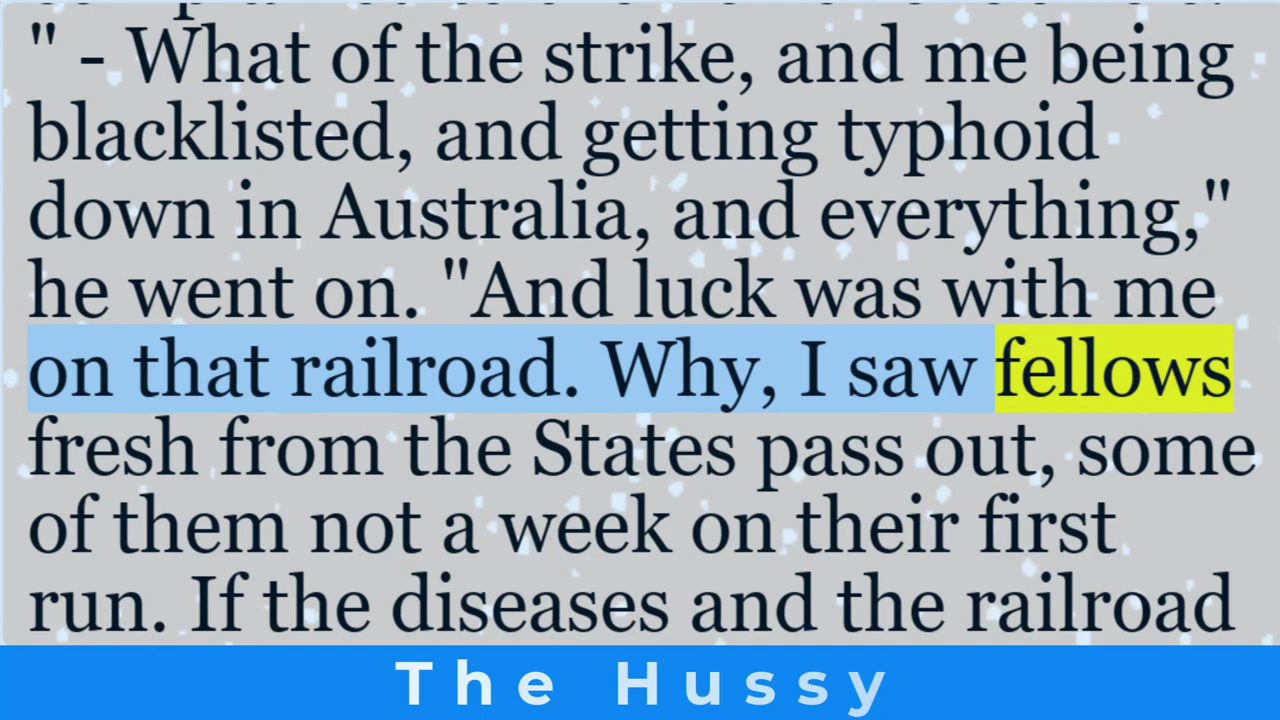 " - What of the strike, and me being
blacklisted, and getting typhoid
down in Australia, and everything,"
he went on. "And luck was with me
on that railroad. Why, I saw fellows
fresh from the States pass out, some
of them not a week on their first
run. If the diseases and the railroad
The Hussy